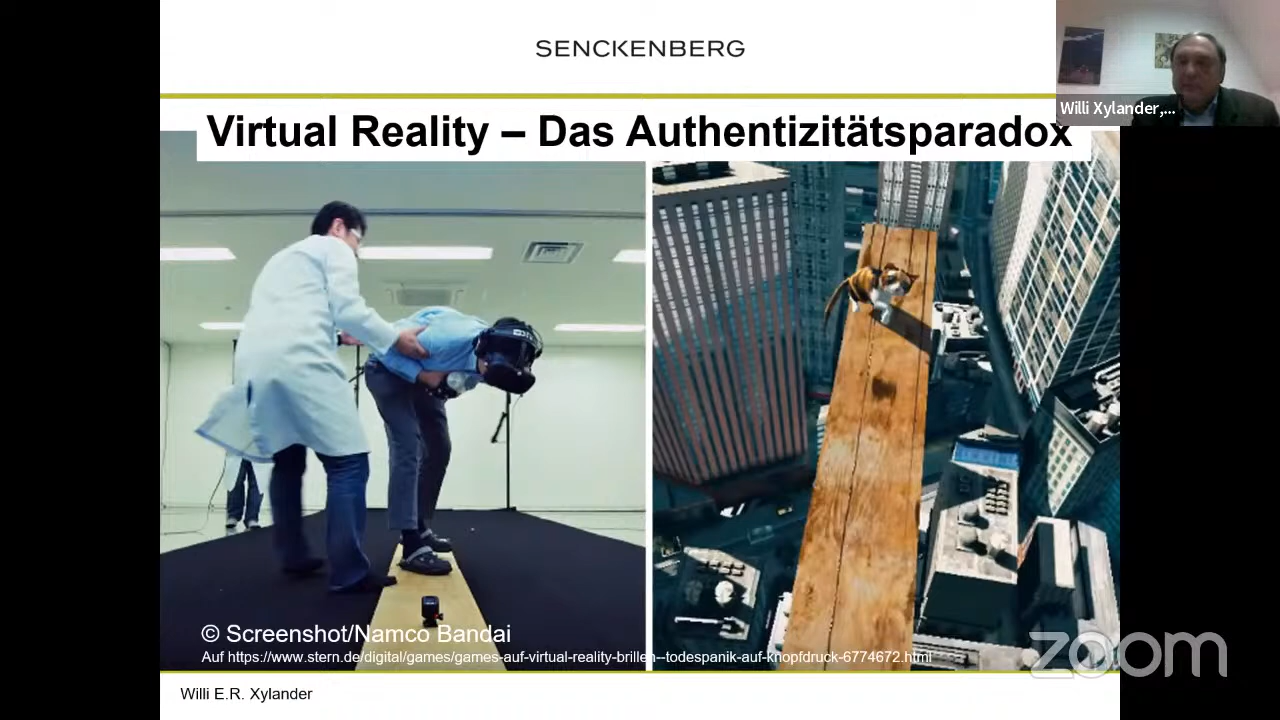 SENCKENBERG
Willi Xylander,...
Virtual Reality – Das Authentizitätsparadox
© Screenshot/Namco Bandai
Auf https://www.stern.de/digital/games/games-auf-virtual-reality-brillen--todespanik-auf-knopfdruck-6774672.html
zoom
Willi E.R. Xylander